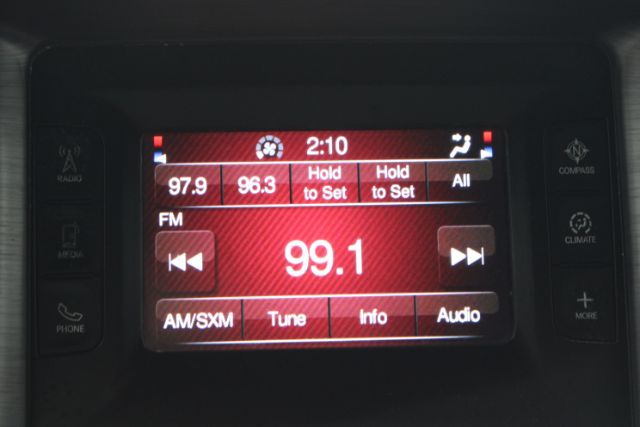 2:10
97.9 96.3 Hold to Set Hold to Set All
FM
99.1
AM/SXM Tune Info Audio
RADIO
MEDIA
PHONE
COMPASS
CLIMATE
MORE